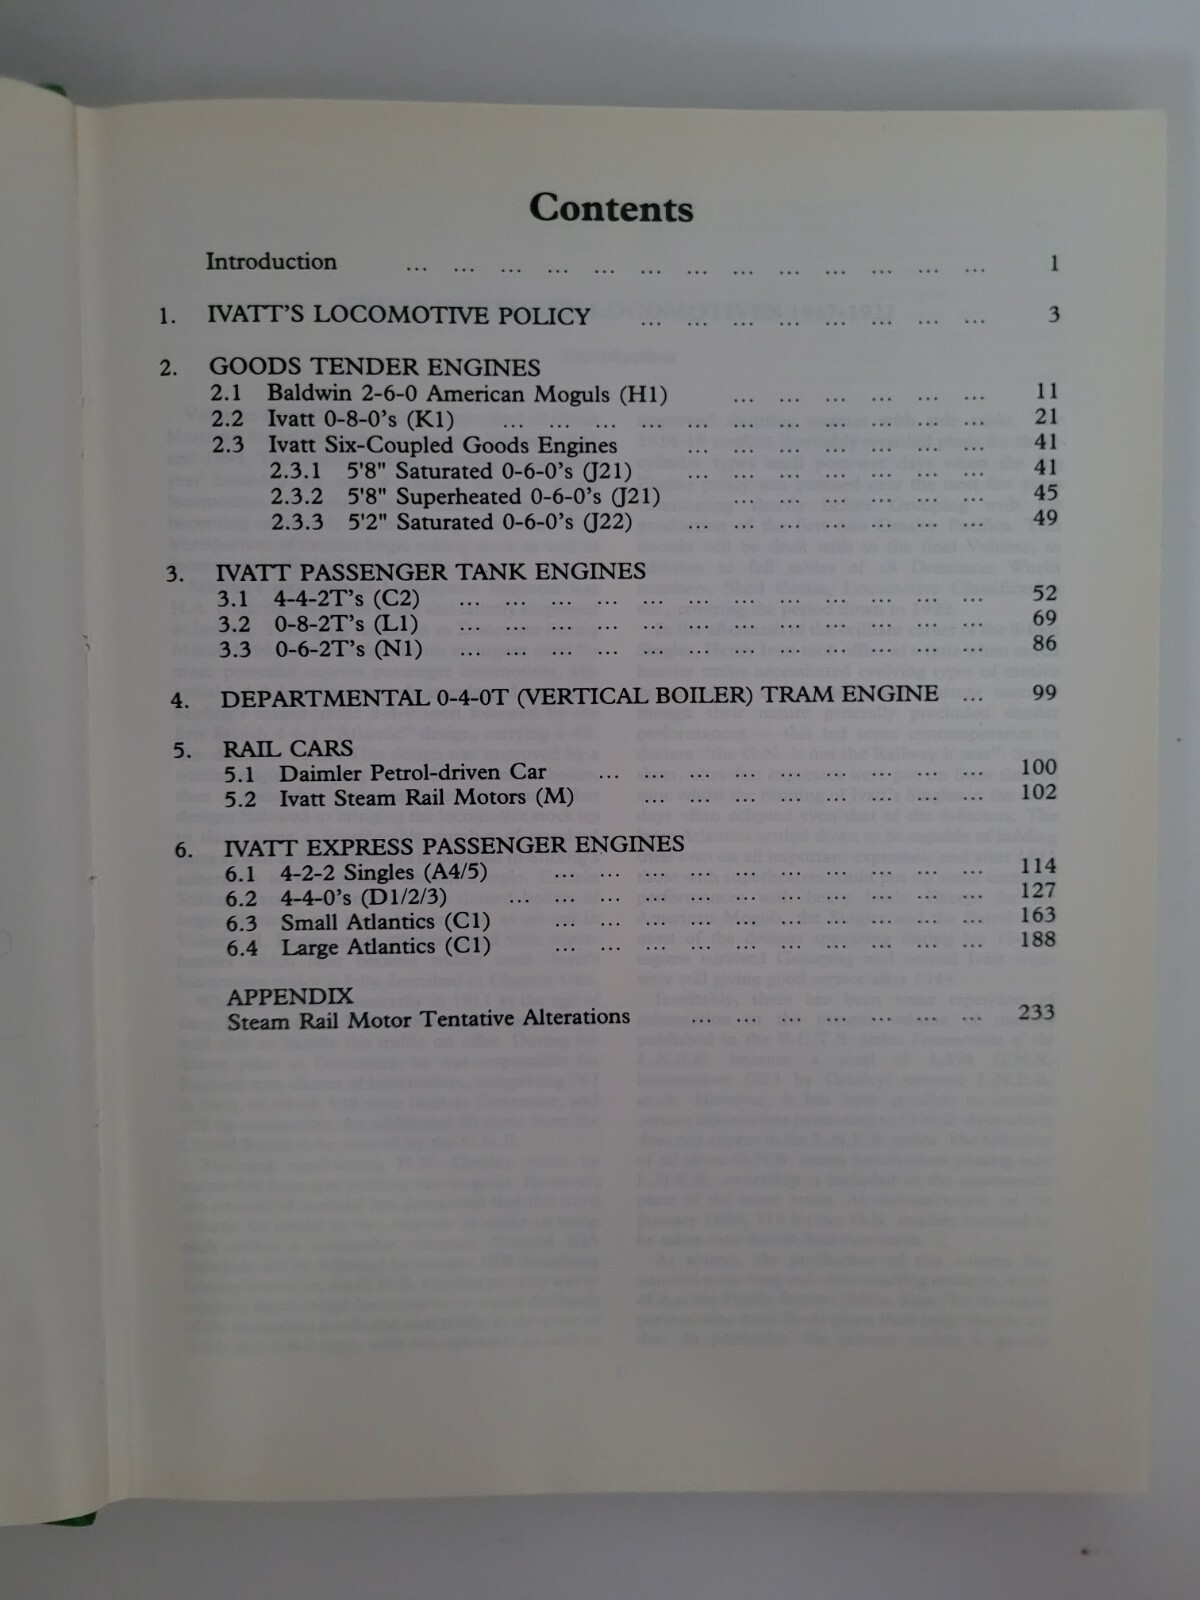 Contents
Introduction ... ... ... ... ... ... ... ... ... ... ... ... ... 1
1. IVATT'S LOCOMOTIVE POLICY ... ... ... ... ... ... ... ... 3
2. GOODS TENDER ENGINES
2.1 Baldwin 2-6-0 American Moguls (H1) ... ... ... ... ... ... 11
2.2 Ivatt 0-8-0's (K1) ... ... ... ... ... ... ... ... ... ... ... 21
2.3 Ivatt Six-Coupled Goods Engines ... ... ... ... ... ... ... 41
2.3.1 5'8" Saturated 0-6-0's (J21) ... ... ... ... ... ... ... 41
2.3.2 5'8" Superheated 0-6-0's (J21) ... ... ... ... ... ... 45
2.3.3 5'2" Saturated 0-6-0's (J22) ... ... ... ... ... ... ... 49
3. IVATT PASSENGER TANK ENGINES
3.1 4-4-2T's (C2) ... ... ... ... ... ... ... ... ... ... ... ... 52
3.2 0-8-2T's (L1) ... ... ... ... ... ... ... ... ... ... ... ... 69
3.3 0-6-2T's (N1) ... ... ... ... ... ... ... ... ... ... ... ... 86
4. DEPARTMENTAL 0-4-0T (VERTICAL BOILER) TRAM ENGINE ... 99
5. RAIL CARS
5.1 Daimler Petrol-driven Car ... ... ... ... ... ... ... ... ... 100
5.2 Ivatt Steam Rail Motors (M) ... ... ... ... ... ... ... ... 102
6. IVATT EXPRESS PASSENGER ENGINES
6.1 4-2-2 Singles (A4/5) ... ... ... ... ... ... ... ... ... ... 114
6.2 4-4-0's (D1/2/3) ... ... ... ... ... ... ... ... ... ... ... 127
6.3 Small Atlantics (C1) ... ... ... ... ... ... ... ... ... ... 163
6.4 Large Atlantics (C1) ... ... ... ... ... ... ... ... ... ... 188
APPENDIX
Steam Rail Motor Tentative Alterations ... ... ... ... ... ... ... 233